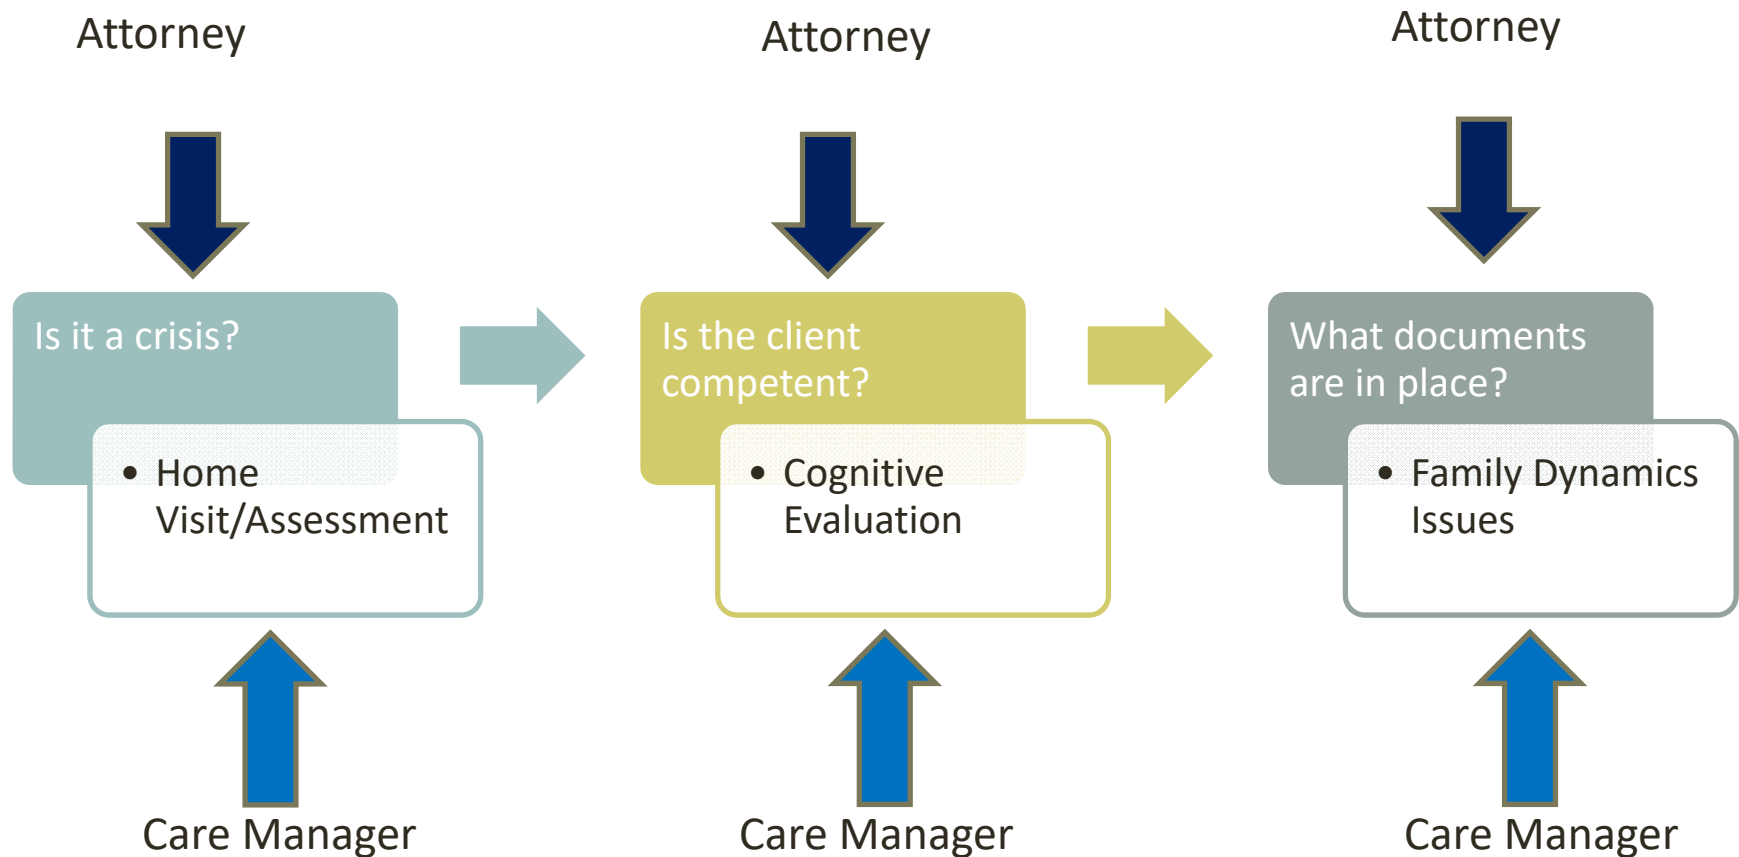 Attorney
Attorney
Attorney
Is it a crisis?
• Home
Visit/Assessment
Is the client
competent?
• Cognitive
Evaluation
What documents
are in place?
• Family Dynamics
Issues
Care Manager
Care Manager
Care Manager